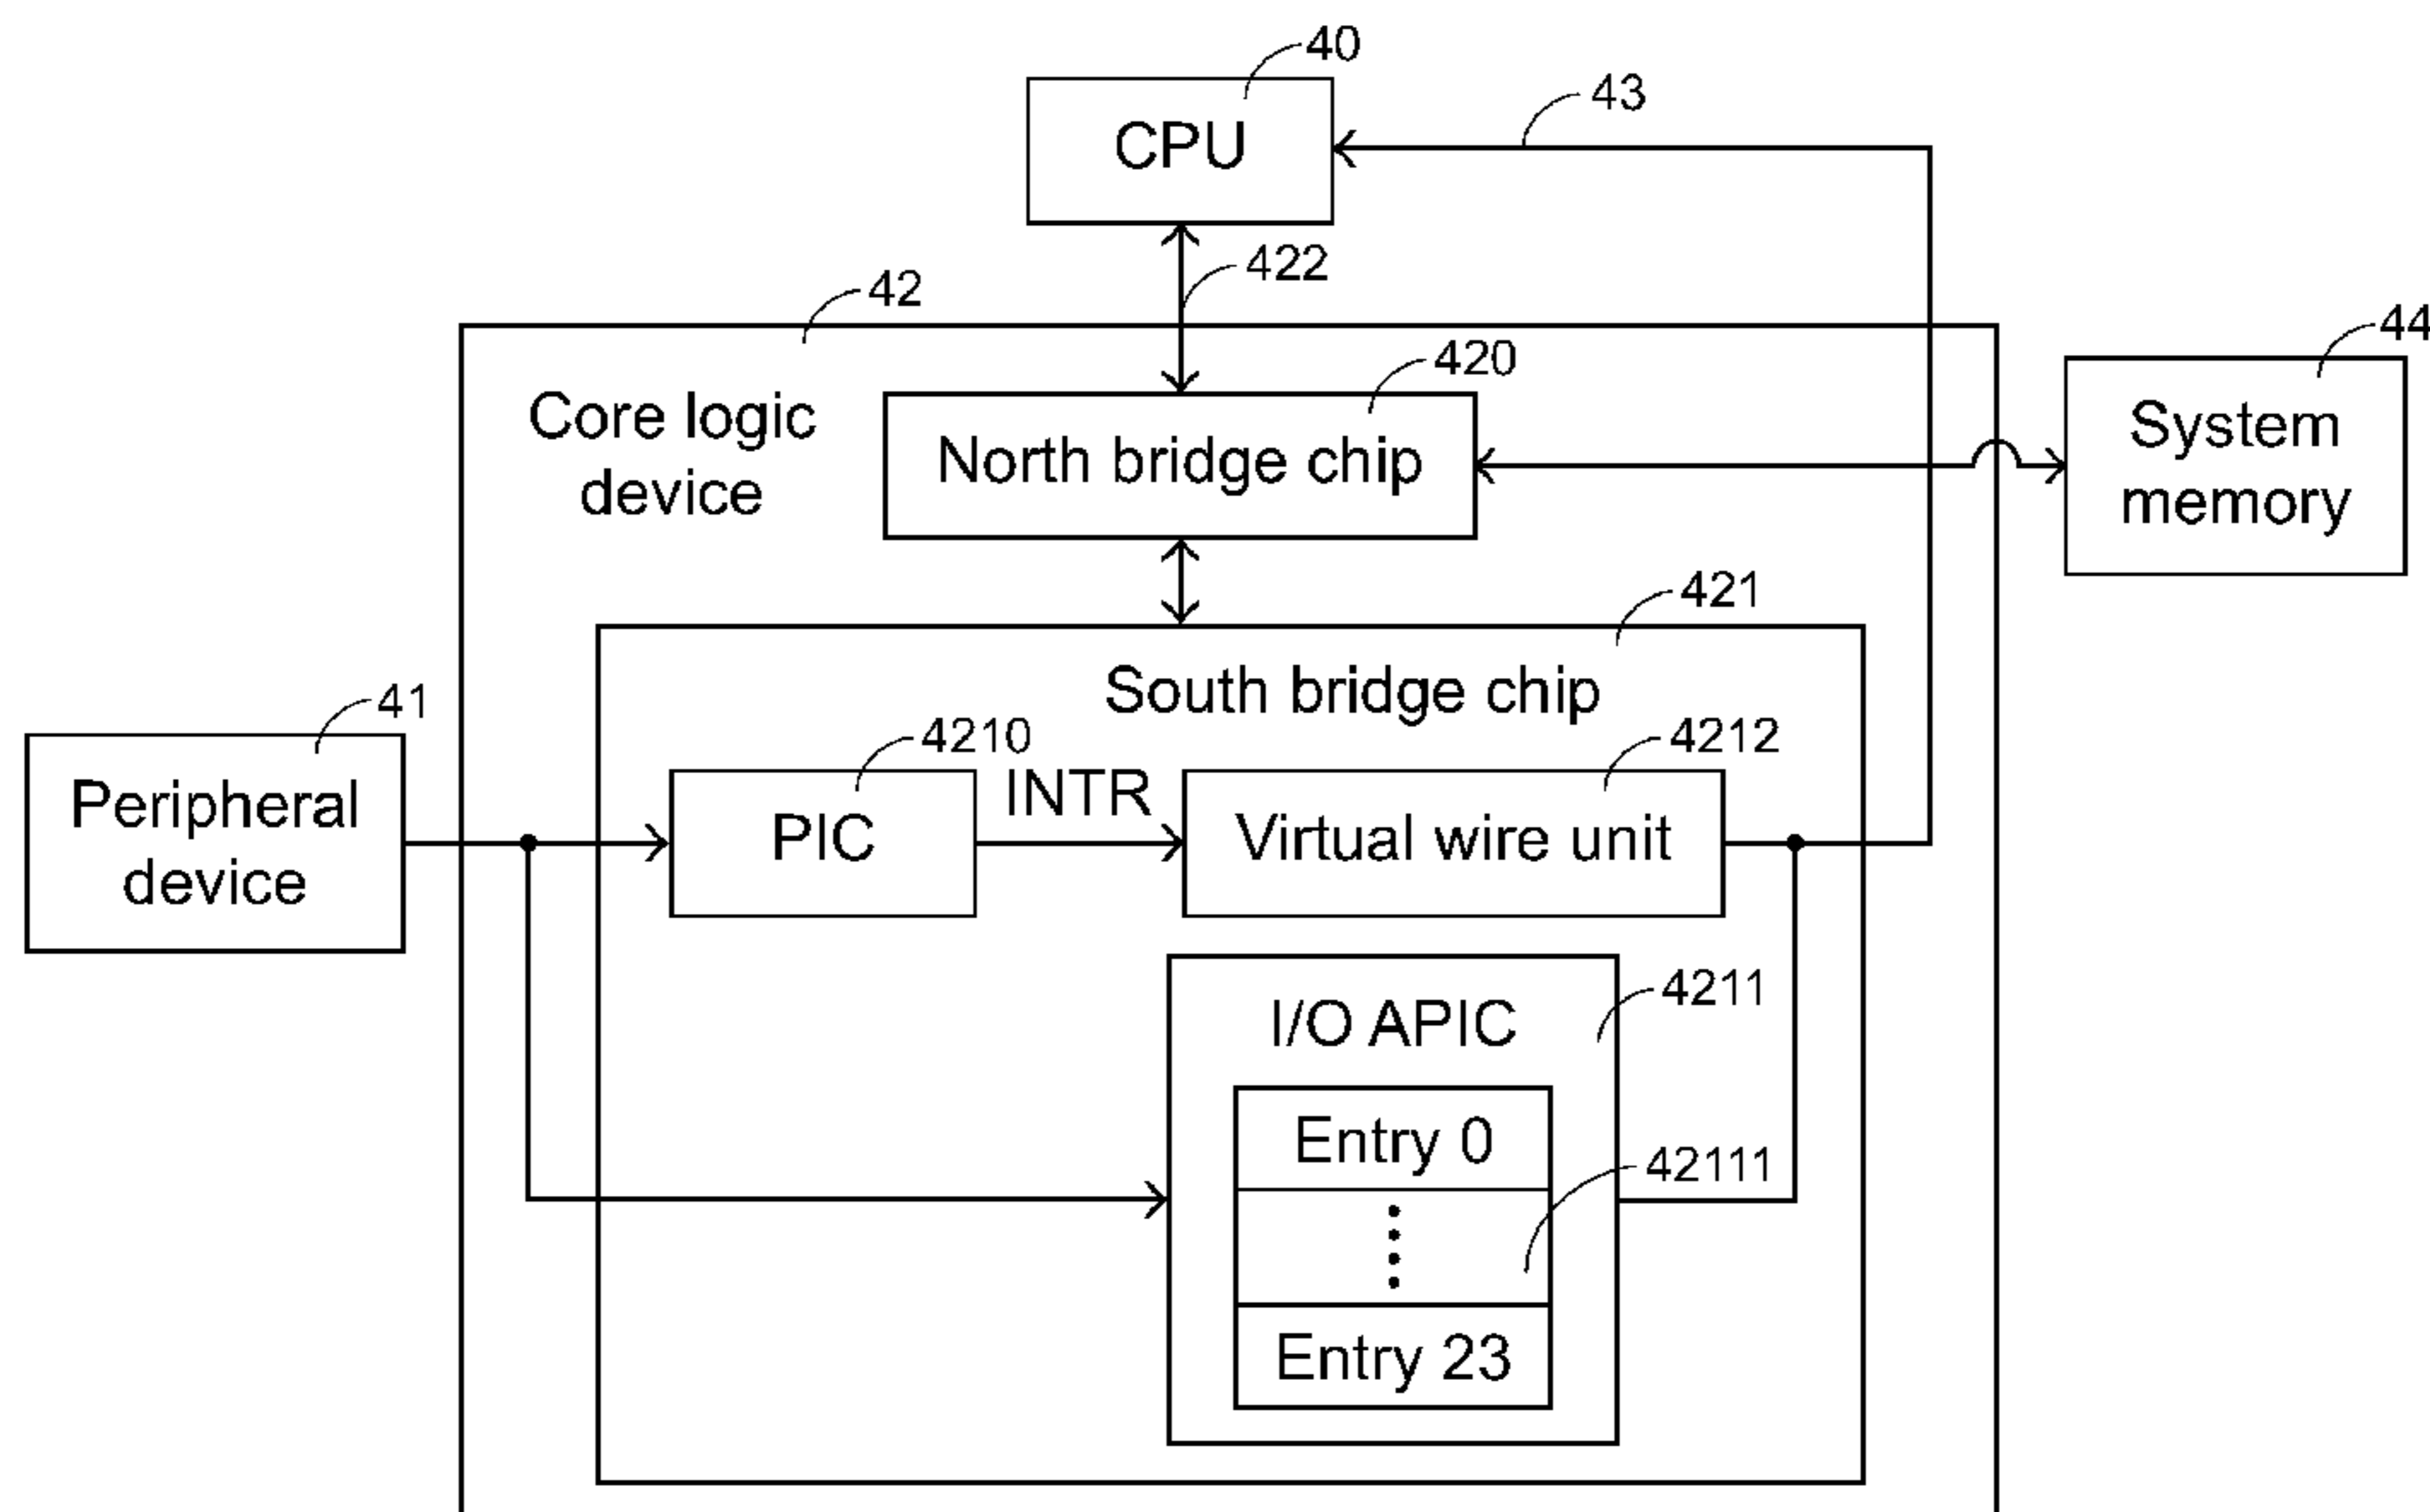 40
CPU
43
422
42
420
44
Core logic
device
North bridge chip
System
memory
421
South bridge chip
41
Peripheral
device
4210
PIC
INTR
4212
Virtual wire unit
4211
I/O APIC
Entry 0
42111
Entry 23